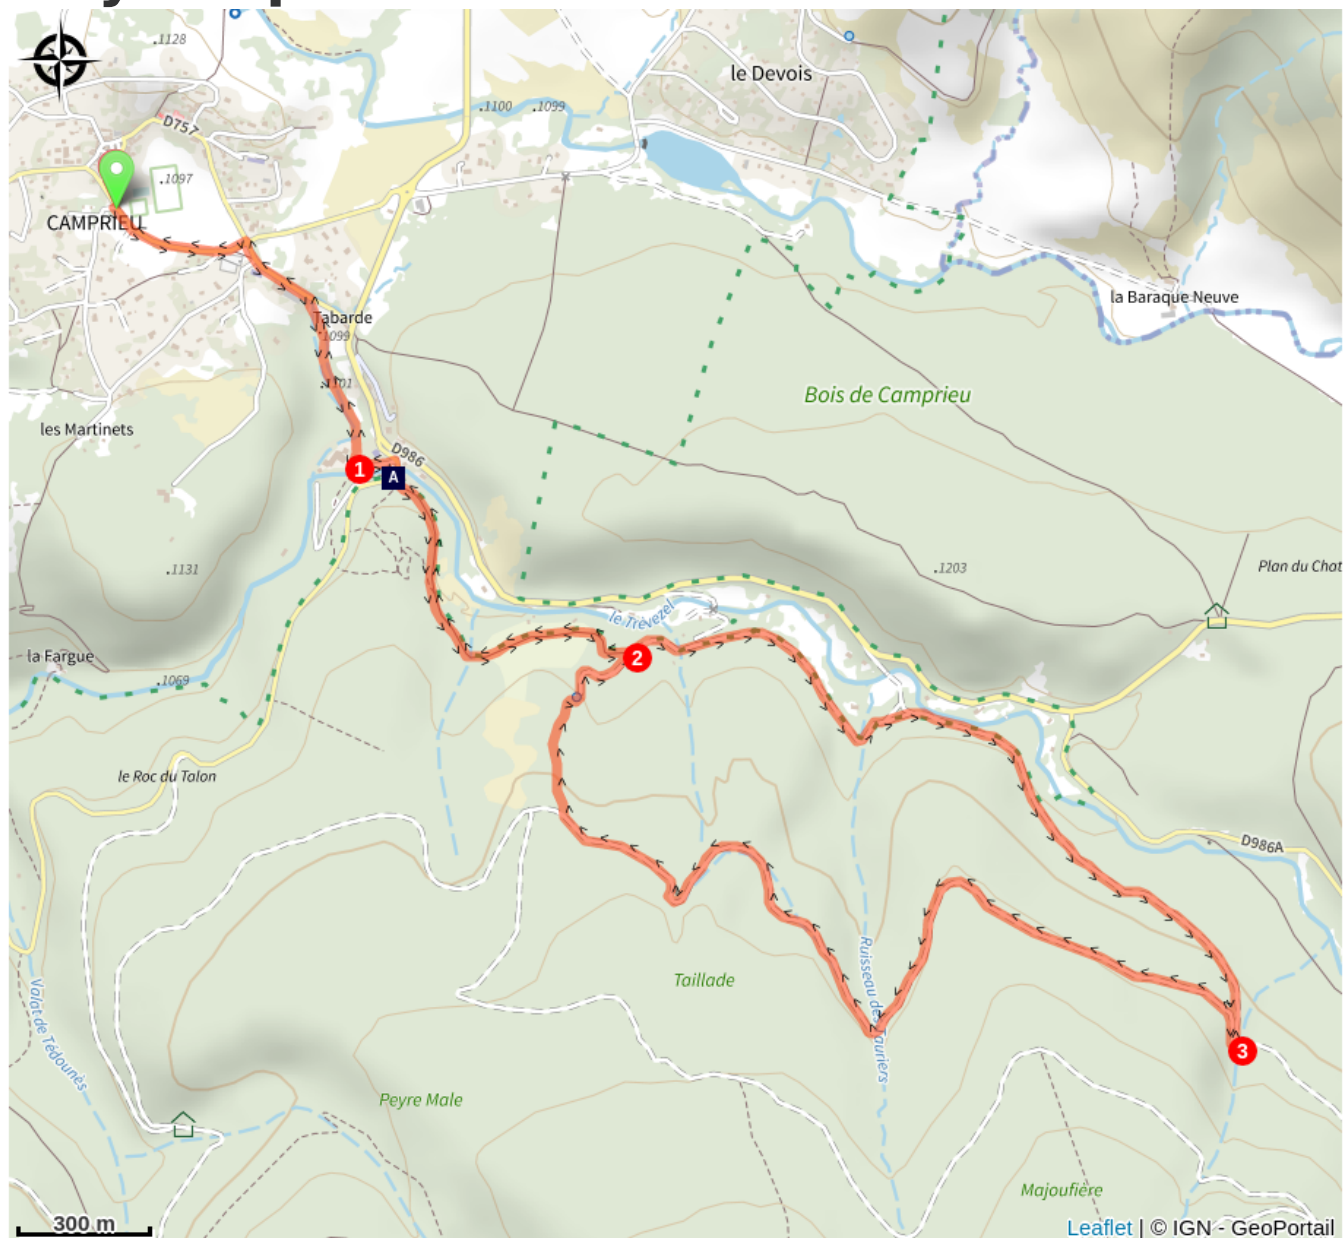 .1128
le Devois
.1100
.1099
D757
.1097
CAMPRIEU
la Baraque Neuve
Tabarde
.1099
.1101
Bois de Camprieu
les Martinets
D986
1
A
.1131
.1203
Plan du Chat
le Trévezel
la Fargue
2
.1069
le Roc du Talon
D986A
Taillade
Ruisseau des Tauriers
Valat de Tédounès
3
Peyre Male
Majoufière
300 m
Leaflet | © IGN - GeoPortail